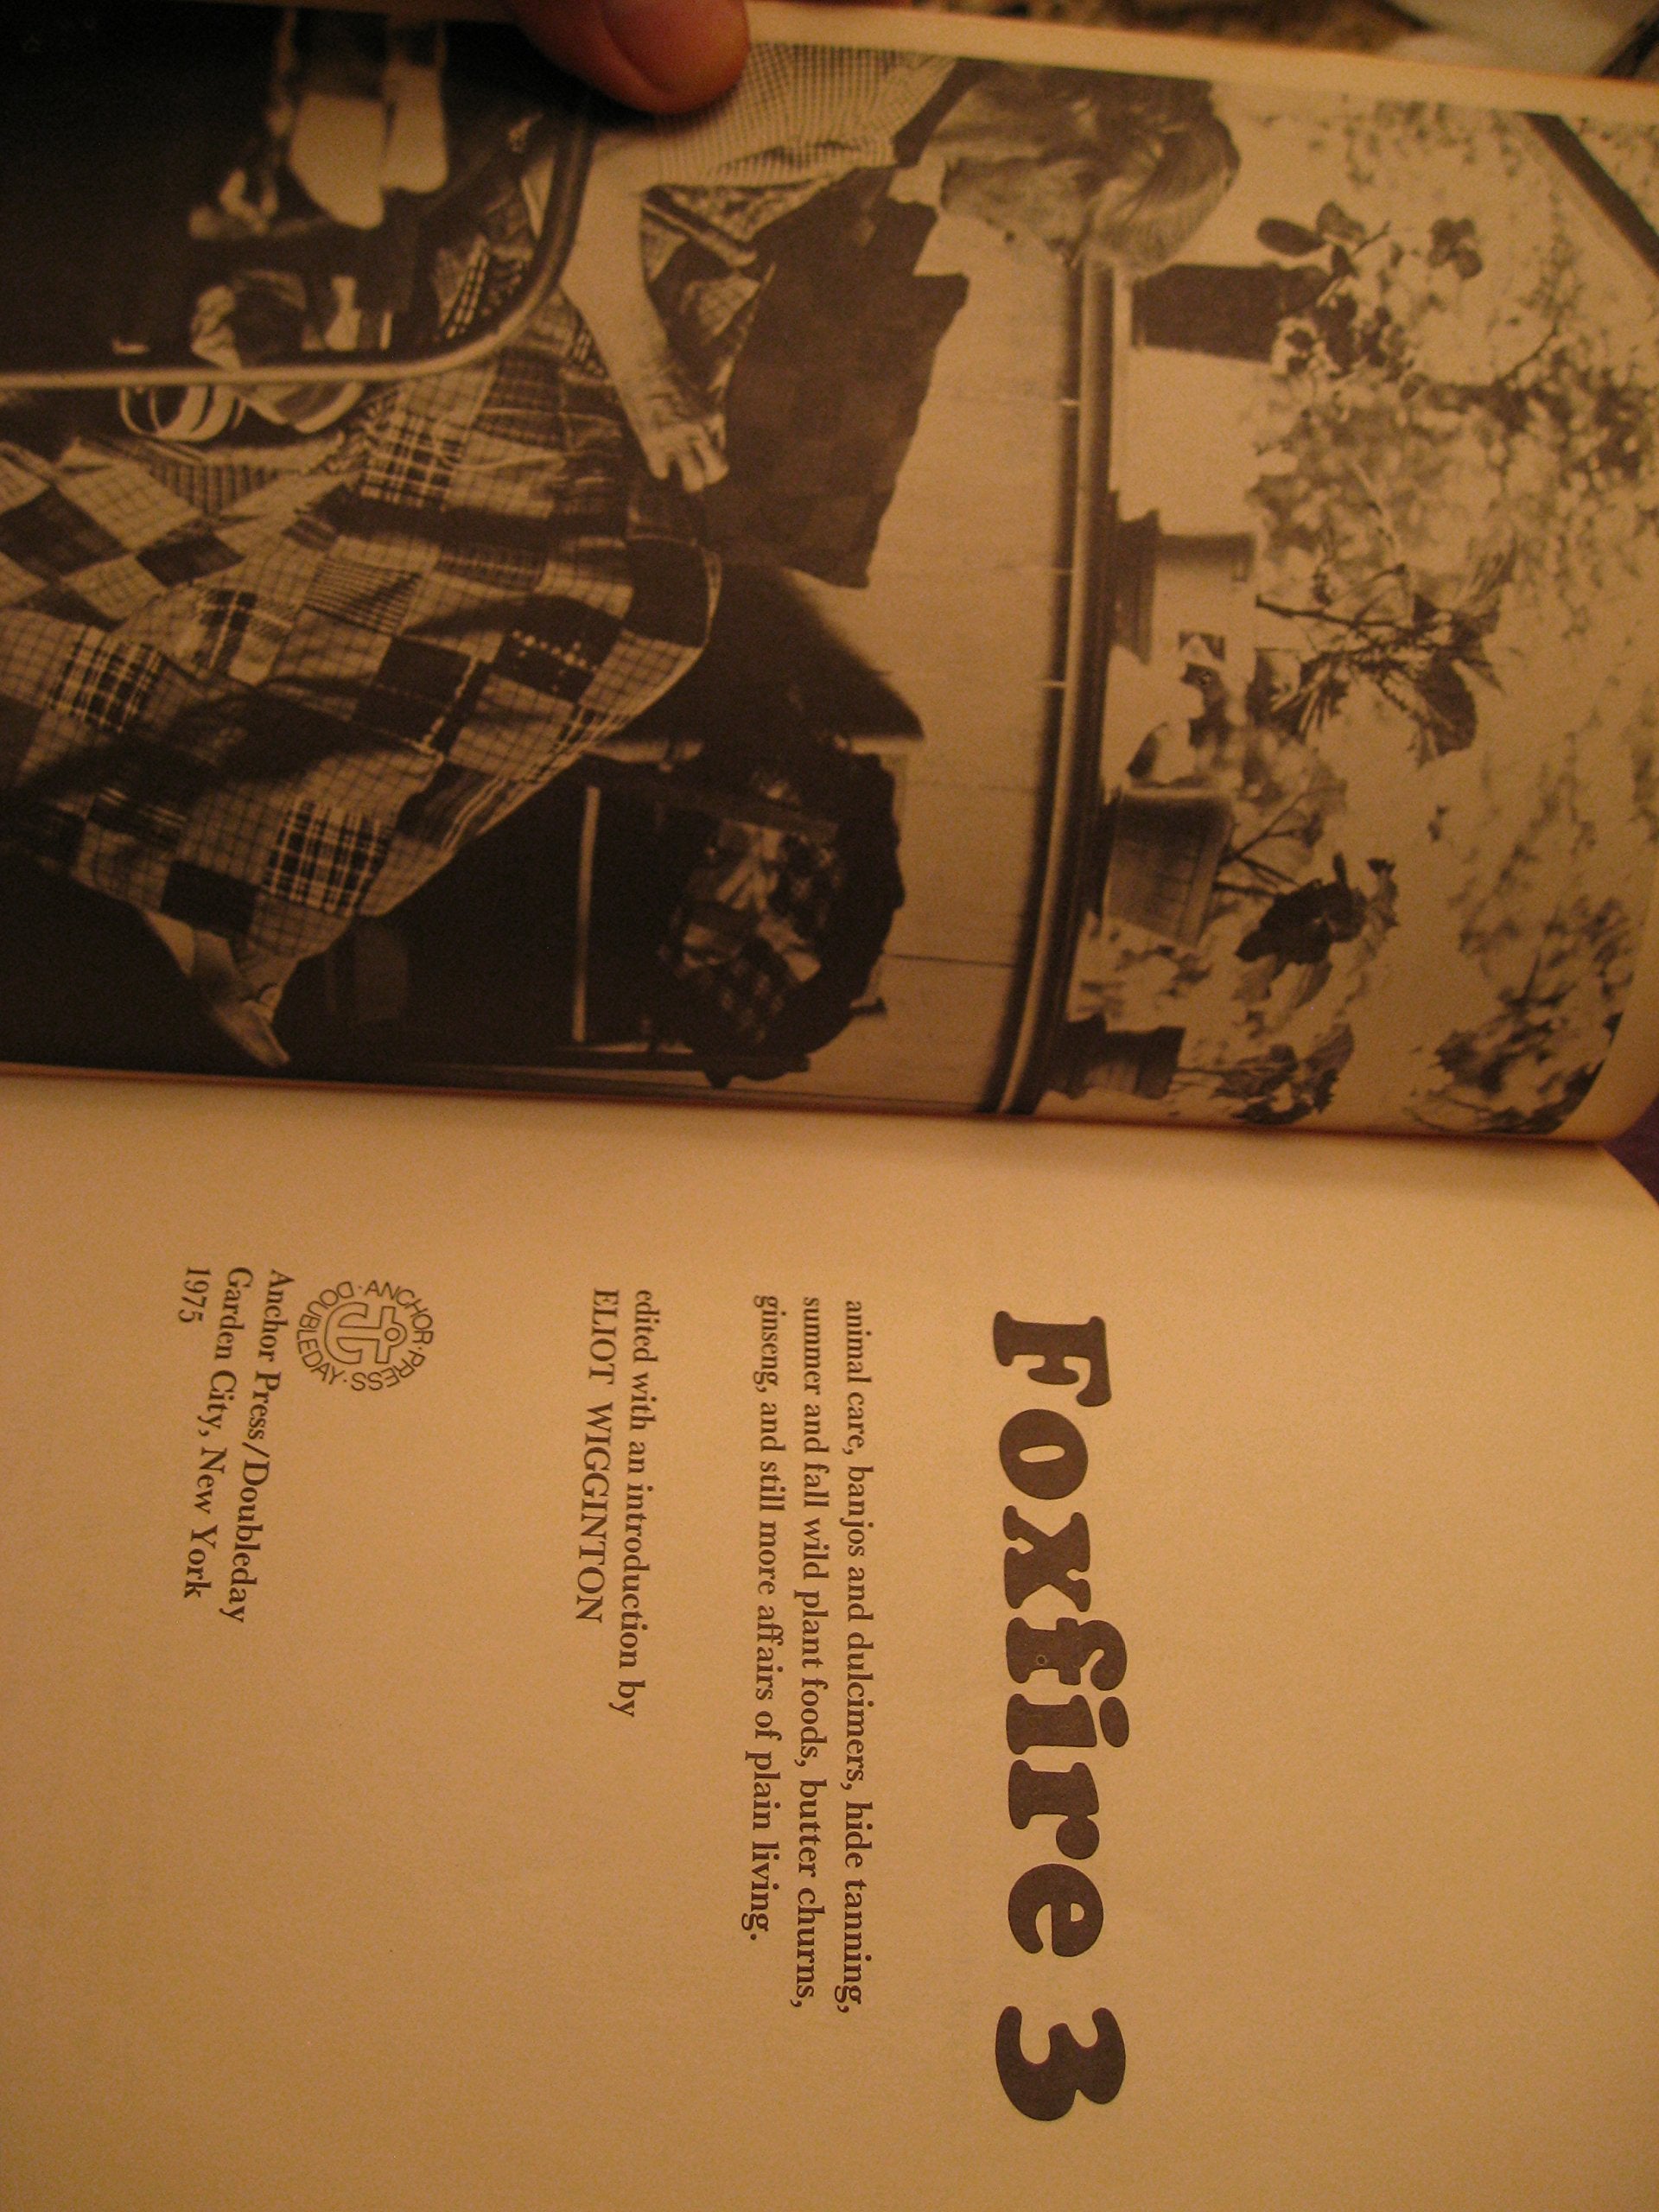 Foxfire 3
animal care, banjos and dulcimers, hide tanning,
summer and fall wild plant foods, butter churns,
ginseng, and still more affairs of plain living.
edited with an introduction by
ELIOT WIGGINTON
ANCHOR PRESS · DOUBLEDAY ·
Anchor Press/Doubleday
Garden City, New York
1975